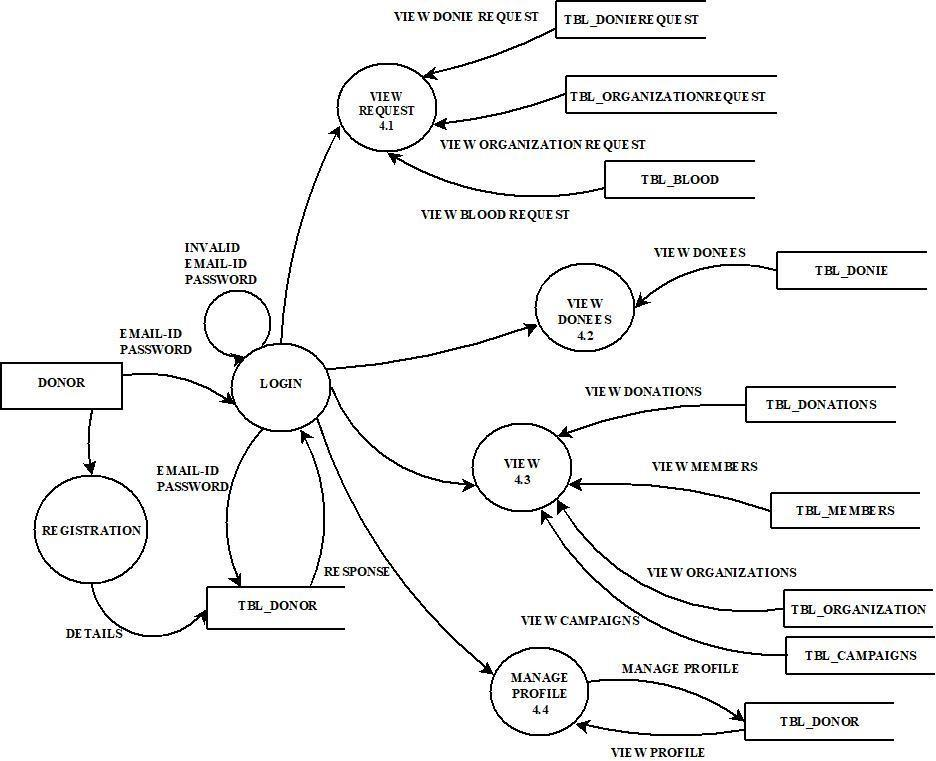 VIEW DONIE REQUEST
TBL_DONIEREQUEST
VIEW
REQUEST
4.1
TBL_ORGANIZATIONREQUEST
VIEW ORGANIZATION REQUEST
TBL_BLOOD
VIEW BLOOD REQUEST
INVALID
EMAIL-ID
PASSWORD
VIEW DONEES
TBL_DONIE
VIEW
DONEES
4.2
EMAIL-ID
PASSWORD
DONOR
LOGIN
VIEW DONATIONS
TBL_DONATIONS
VIEW
4.3
VIEW MEMBERS
TBL_MEMBERS
EMAIL-ID
PASSWORD
REGISTRATION
RESPONSE
VIEW ORGANIZATIONS
TBL_DONOR
TBL_ORGANIZATION
VIEW CAMPAIGNS
DETAILS
TBL_CAMPAIGNS
MANAGE
PROFILE
4.4
MANAGE PROFILE
TBL_DONOR
VIEW PROFILE